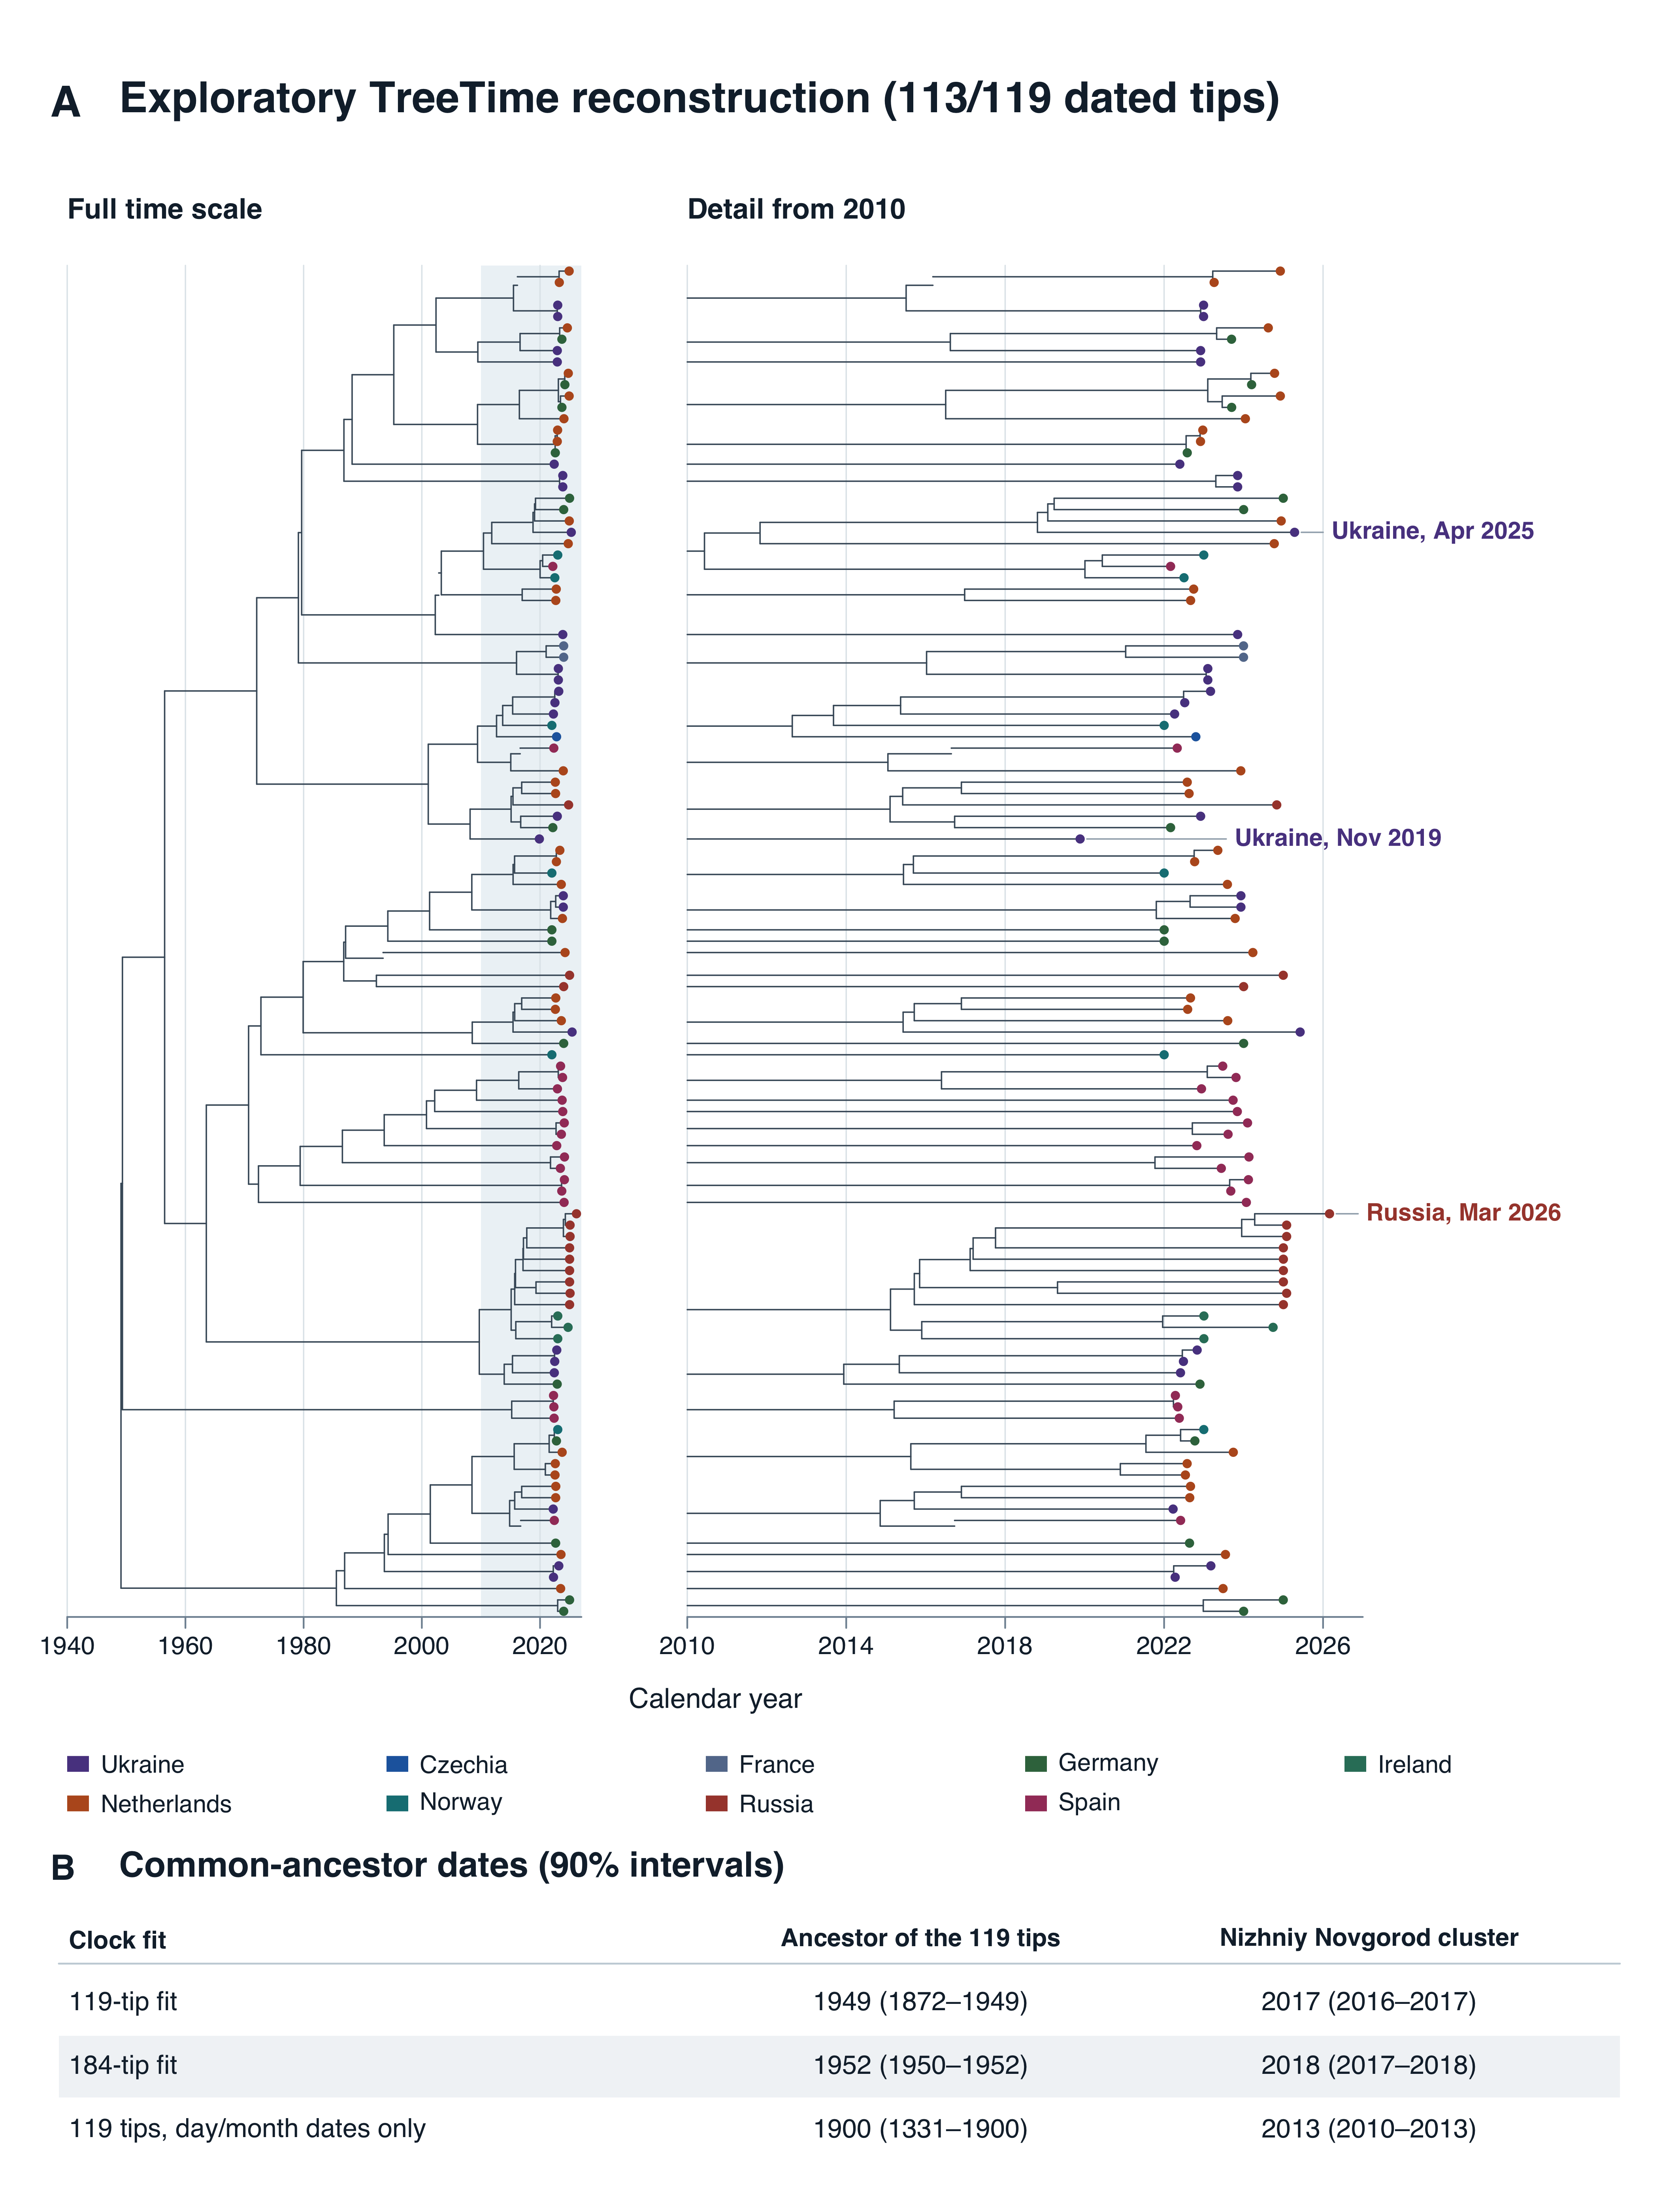 A Exploratory TreeTime reconstruction (113/119 dated tips)
Full time scale
Detail from 2010
Ukraine, Apr 2025
Ukraine, Nov 2019
Russia, Mar 2026
1940 1960 1980 2000 2020
2010 2014 2018 2022 2026
Calendar year
Ukraine Czechia France Germany Ireland
Netherlands Norway Russia Spain
B Common-ancestor dates (90% intervals)
Clock fit Ancestor of the 119 tips Nizhniy Novgorod cluster
119-tip fit 1949 (1872–1949) 2017 (2016–2017)
184-tip fit 1952 (1950–1952) 2018 (2017–2018)
119 tips, day/month dates only 1900 (1331–1900) 2013 (2010–2013)